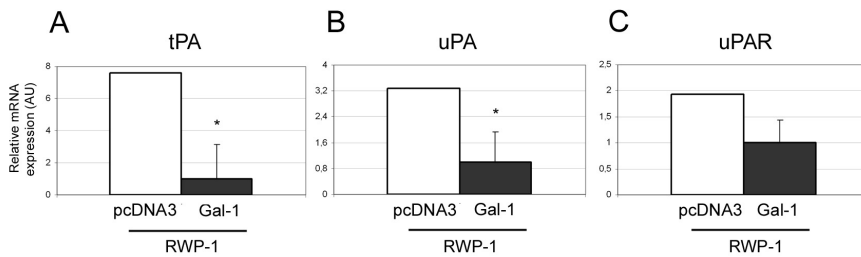 A
tPA
Relative mRNA
expression (AU)
8
6
4
2
0
*
pcDNA3 Gal-1
RWP-1
B
uPA
4
3,2
2,4
1,6
0,8
0
*
pcDNA3 Gal-1
RWP-1
C
uPAR
2,5
2
1,5
1
0,5
0
pcDNA3 Gal-1
RWP-1